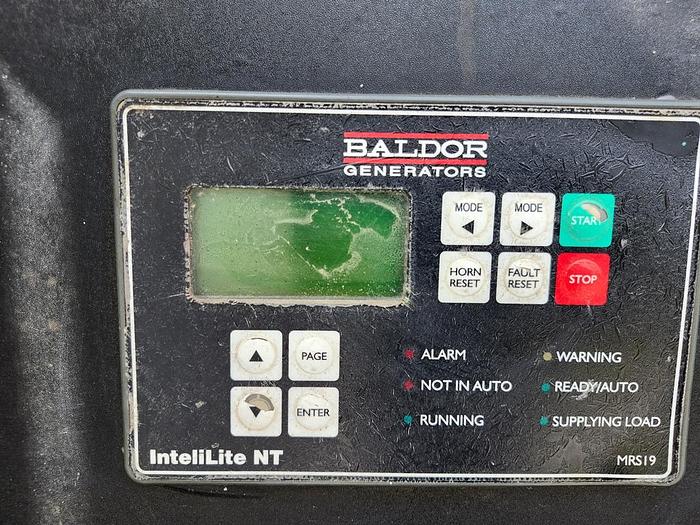 BALDOR
GENERATORS
MODE
MODE
START
HORN
RESET
FAULT
RESET
STOP
PAGE
ENTER
ALARM
WARNING
NOT IN AUTO
READY/AUTO
RUNNING
SUPPLYING LOAD
InteliLite NT
MRS19